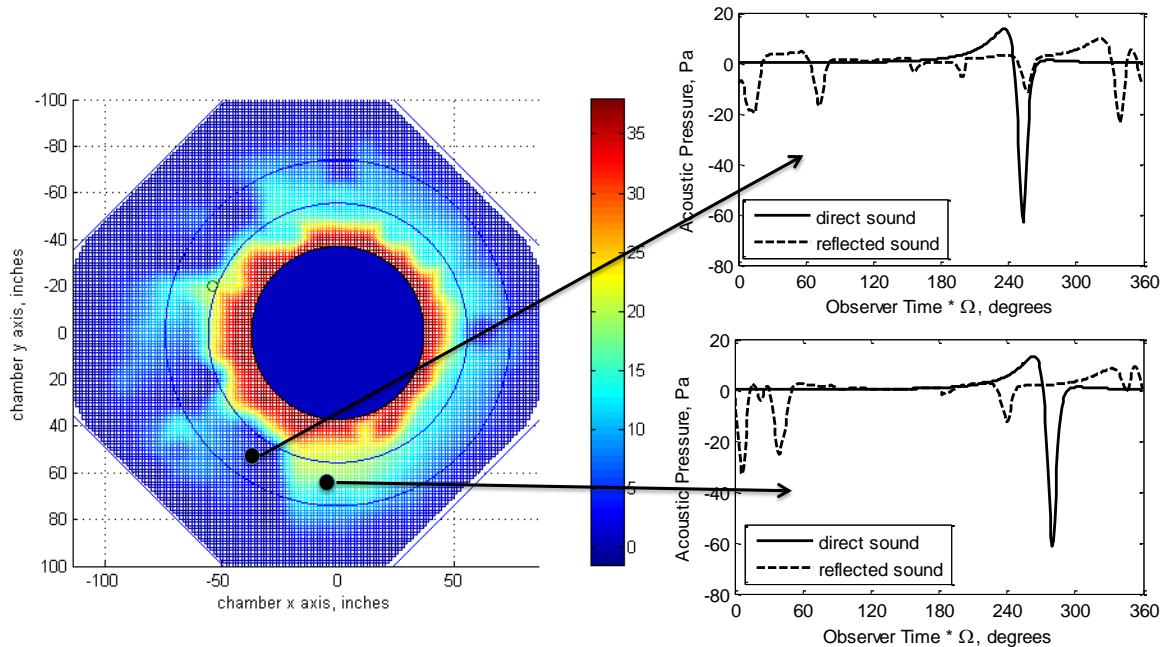 -100
-80
-60
-40
-20
0
20
40
60
80
100
chamber y axis, inches
-100 -50 0 50
chamber x axis, inches
35
30
25
20
15
10
5
0
20
0
-20
-40
-60
-80
Acoustic Pressure, Pa
direct sound
reflected sound
0 60 120 180 240 300 360
Observer Time * Ω, degrees
20
0
-20
-40
-60
-80
Acoustic Pressure, Pa
direct sound
reflected sound
0 60 120 180 240 300 360
Observer Time * Ω, degrees